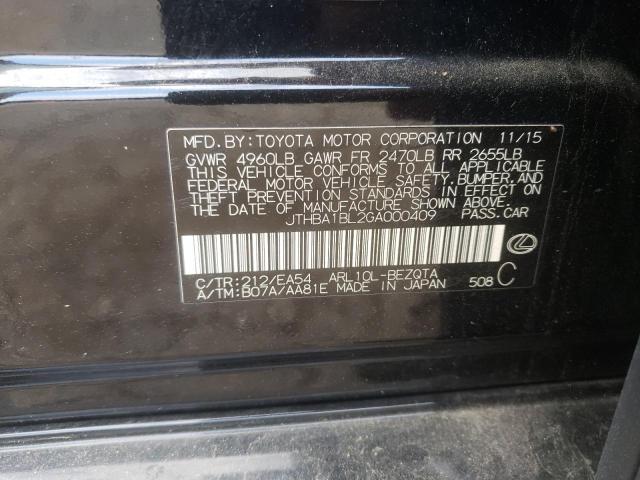 MFD. BY: TOYOTA MOTOR CORPORATION 11/15
GVWR 4960LB GAWR FR 2470LB RR 2655LB
THIS VEHICLE CONFORMS TO ALL APPLICABLE
FEDERAL MOTOR VEHICLE SAFETY, BUMPER, AND
THEFT PREVENTION STANDARDS IN EFFECT ON
THE DATE OF MANUFACTURE SHOWN ABOVE.
JTHBA1BL2GA000409 PASS.CAR
C/TR:212/EA54 ARL10L-BEZQTA
A/TM:B07A/AA81E MADE IN JAPAN 508 C